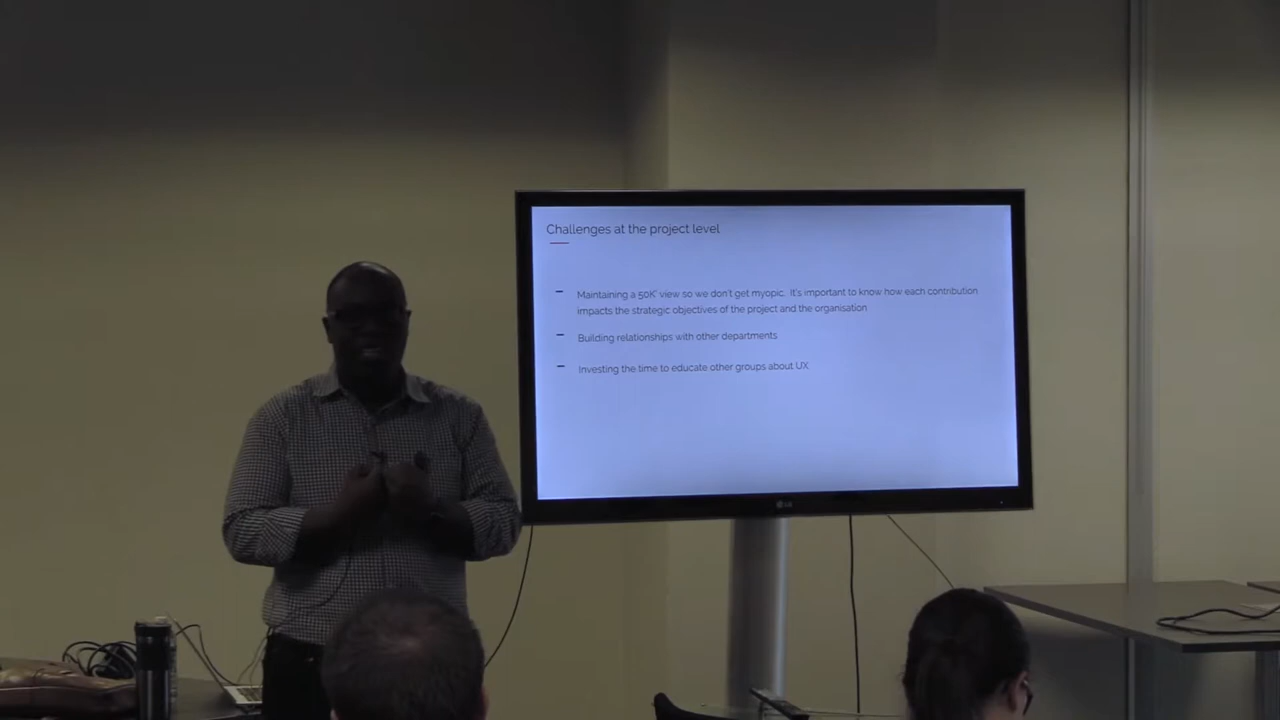 Challenges at the project level
Maintaining a 50K' view so we don't get myopic. It's important to know how each contribution
impacts the strategic objectives of the project and the organisation
Building relationships with other departments
Investing the time to educate other groups about UX
LG